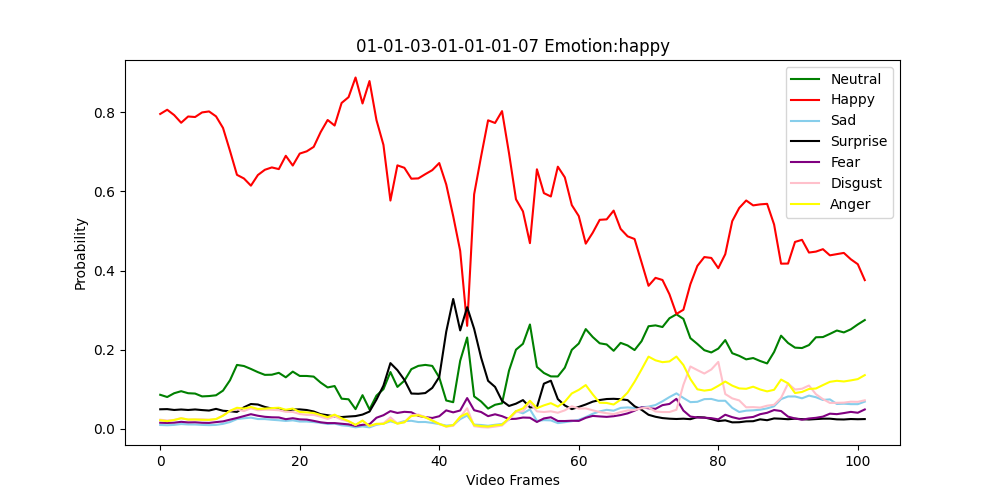 01-01-03-01-01-01-07 Emotion:happy
Neutral
Happy
Sad
Surprise
Fear
Disgust
Anger
Probability
0.8
0.6
0.4
0.2
0.0
0 20 40 60 80 100
Video Frames